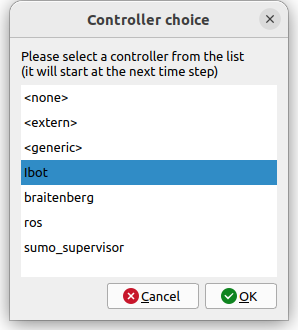 Controller choice
Please select a controller from the list
(it will start at the next time step)
<none>
<extern>
<generic>
Ibot
braitenberg
ros
sumo_supervisor
Cancel
OK